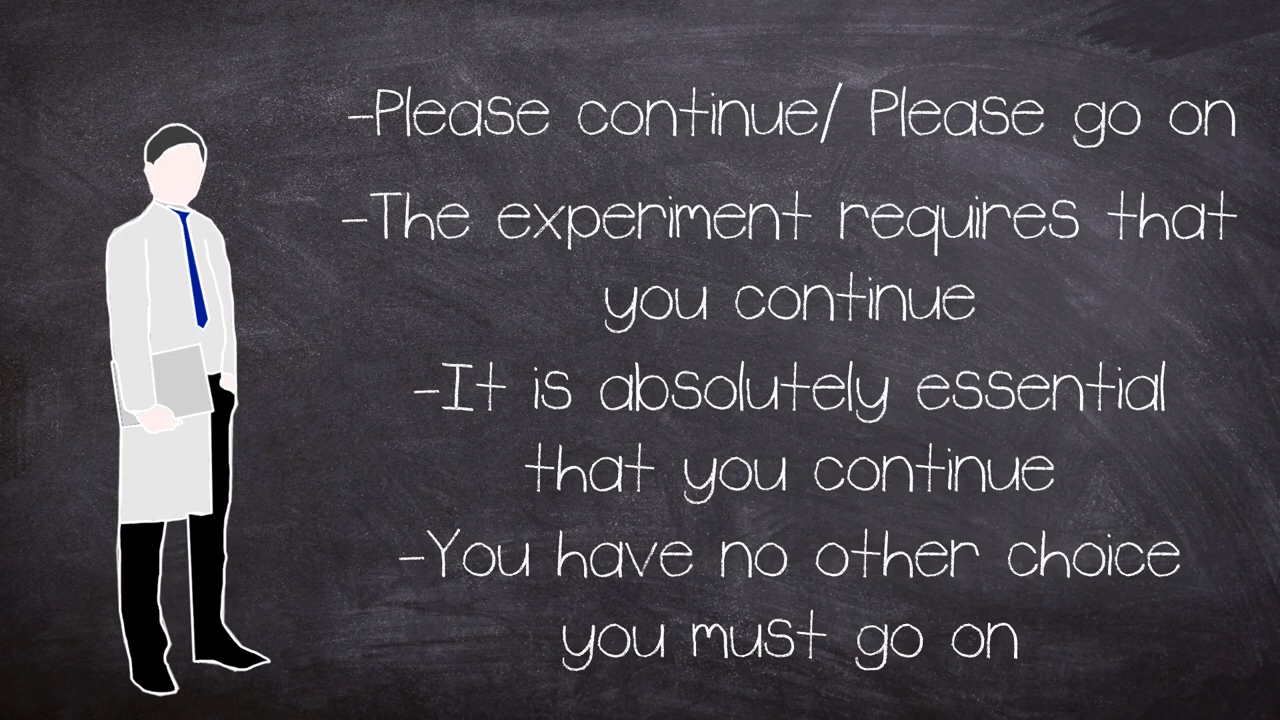 -Please continue/ Please go on
-The experiment requires that
you continue
-It is absolutely essential
that you continue
-You have no other choice
you must go on